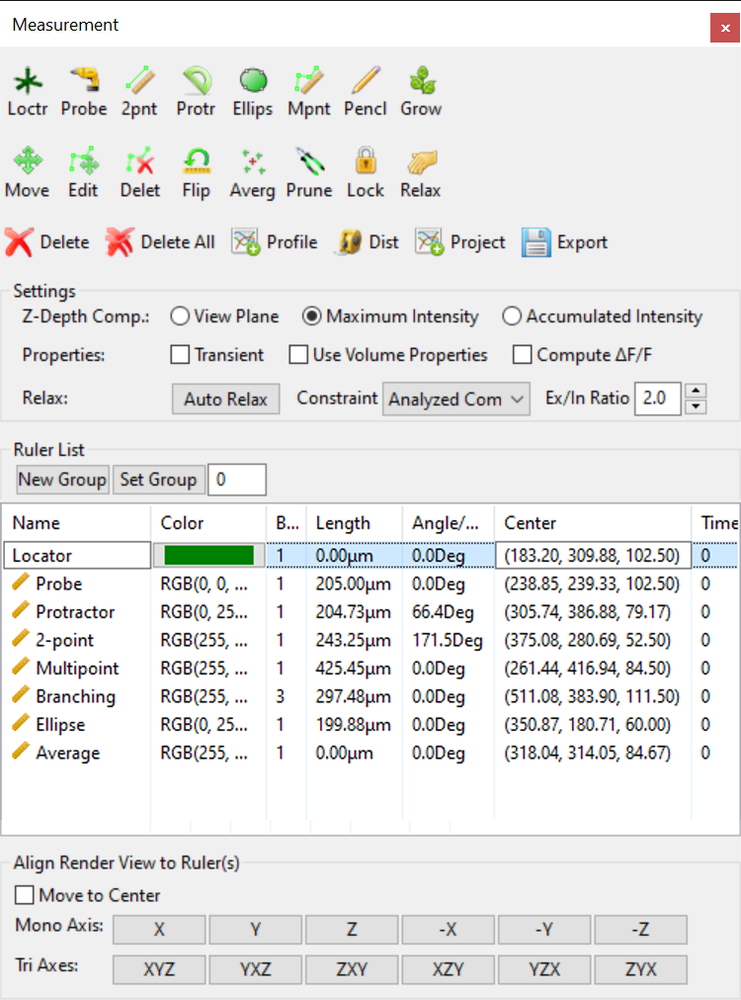 Measurement
Loctr Probe 2pnt Protr Ellips Mpnt Pencl Grow
Move Edit Delet Flip Averg Prune Lock Relax
Delete Delete All Profile Dist Project Export
Settings
Z-Depth Comp.: View Plane Maximum Intensity Accumulated Intensity
Properties: Transient Use Volume Properties Compute ΔF/F
Relax: Auto Relax Constraint Analyzed Com Ex/In Ratio 2.0
Ruler List
New Group Set Group 0
Name Color B... Length Angle/... Center Time
Locator 1 0.00μm 0.0Deg (183.20, 309.88, 102.50) 0
Probe RGB(0, 0, ... 1 205.00μm 0.0Deg (238.85, 239.33, 102.50) 0
Protractor RGB(0, 25... 1 204.73μm 66.4Deg (305.74, 386.88, 79.17) 0
2-point RGB(255, ... 1 243.25μm 171.5Deg (375.08, 280.69, 52.50) 0
Multipoint RGB(255, ... 1 425.45μm 0.0Deg (261.44, 416.94, 84.50) 0
Branching RGB(255, ... 3 297.48μm 0.0Deg (511.08, 383.90, 111.50) 0
Ellipse RGB(0, 25... 1 199.88μm 0.0Deg (350.87, 180.71, 60.00) 0
Average RGB(255, ... 1 0.00μm 0.0Deg (318.04, 314.05, 84.67) 0
Align Render View to Ruler(s)
Move to Center
Mono Axis: X Y Z -X -Y -Z
Tri Axes: XYZ YXZ ZXY XZY YZX ZYX